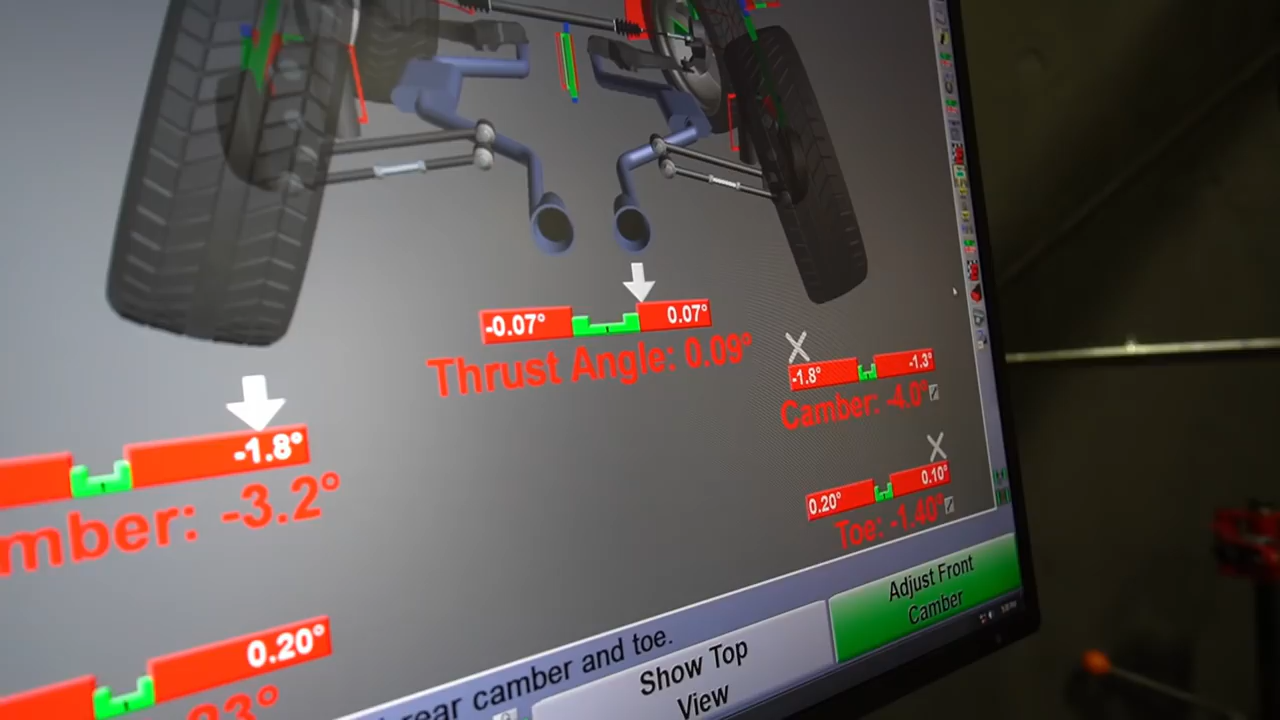 -0.07° 0.07°
Thrust Angle: 0.09°
-1.8° -1.3°
Camber: -4.0°
-1.8°
mber: -3.2°
0.20° 0.10°
Toe: -1.40°
0.20°
rear camber and toe.
Show Top
View
Adjust Front
Camber